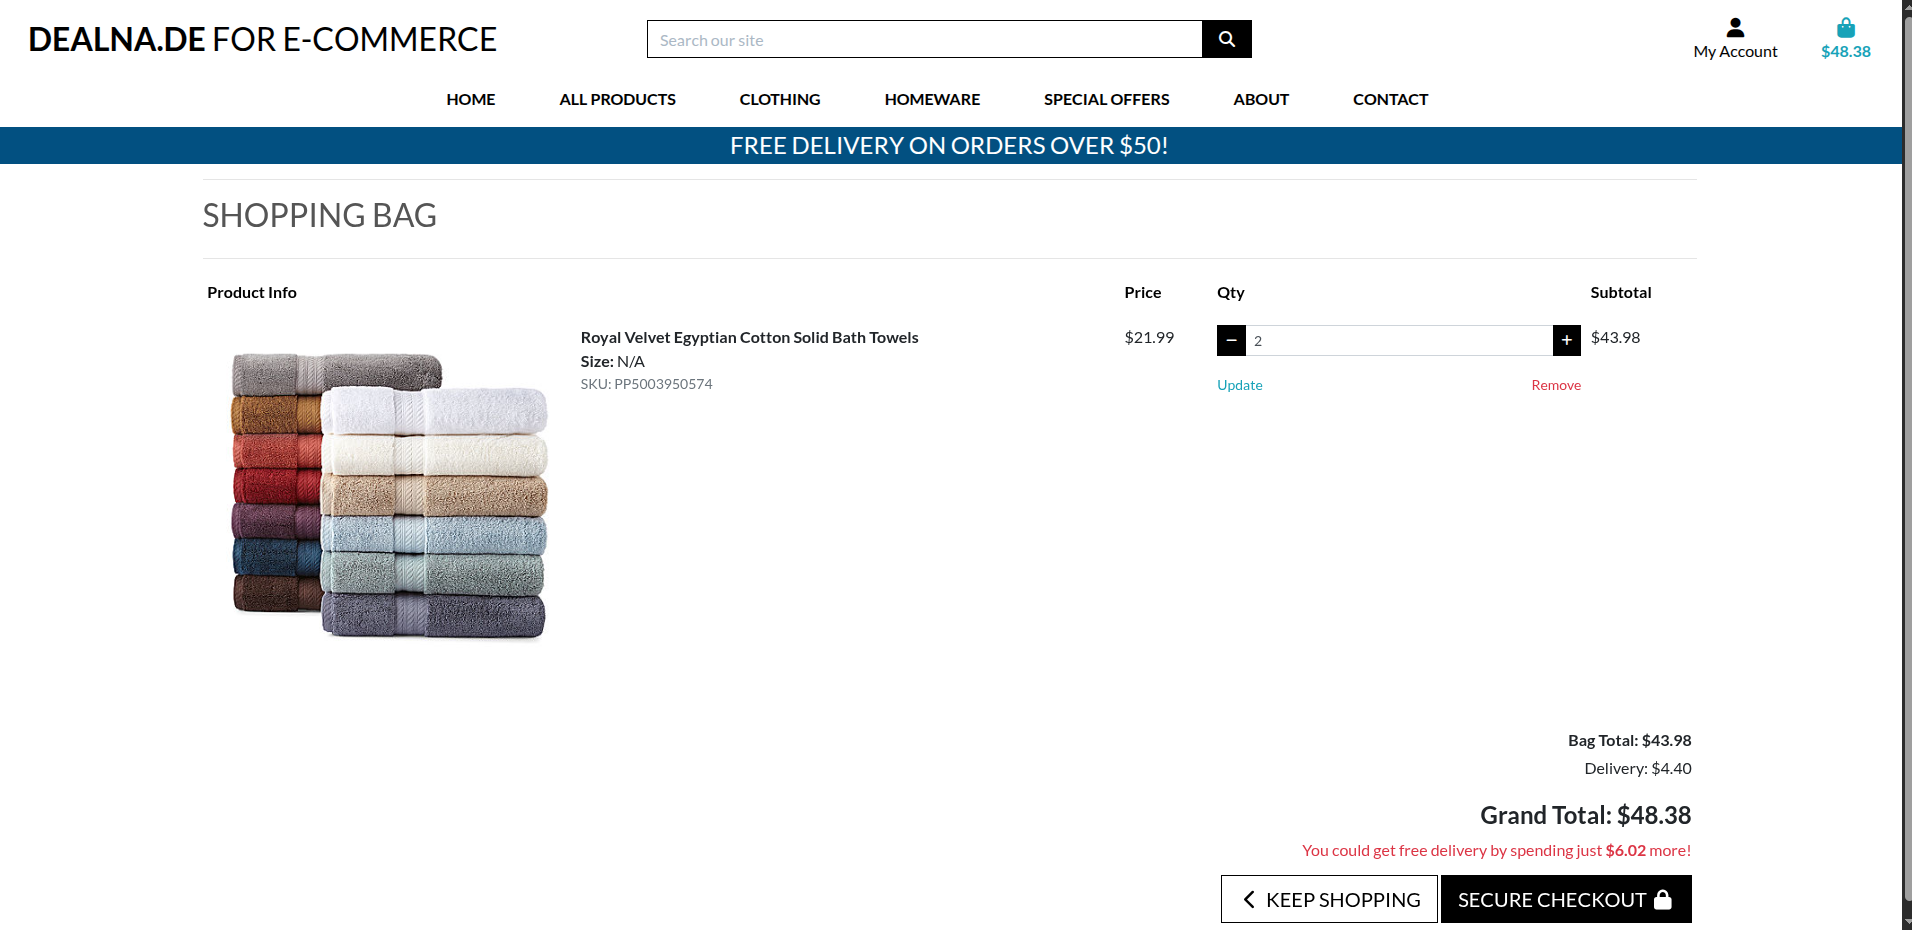 DEALNA.DE FOR E-COMMERCE
Search our site
My Account
$48.38
HOME
ALL PRODUCTS
CLOTHING
HOMEWARE
SPECIAL OFFERS
ABOUT
CONTACT
FREE DELIVERY ON ORDERS OVER $50!
SHOPPING BAG
Product Info
Price
Qty
Subtotal
Royal Velvet Egyptian Cotton Solid Bath Towels
Size: N/A
SKU: PP5003950574
$21.99
− 2 +
$43.98
Update
Remove
Bag Total: $43.98
Delivery: $4.40
Grand Total: $48.38
You could get free delivery by spending just $6.02 more!
KEEP SHOPPING
SECURE CHECKOUT